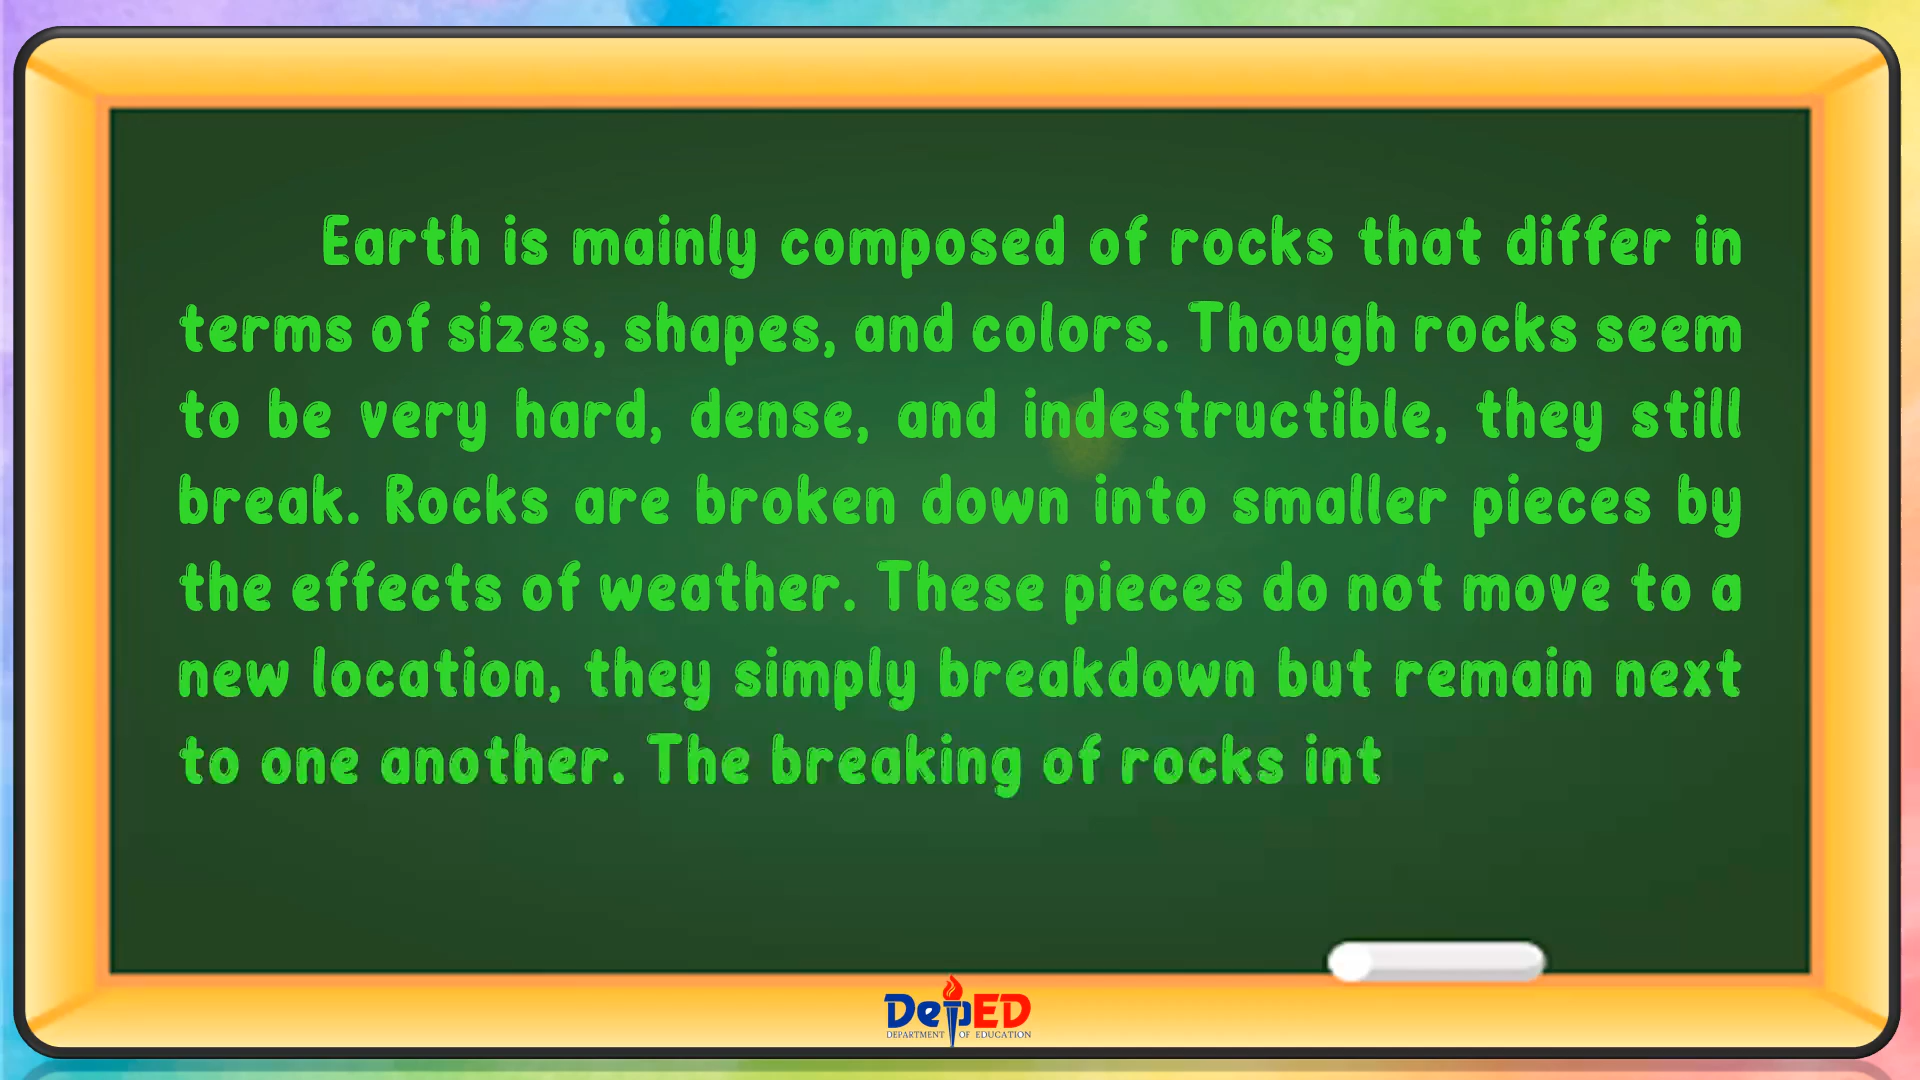 Earth is mainly composed of rocks that differ in
terms of sizes, shapes, and colors. Though rocks seem
to be very hard, dense, and indestructible, they still
break. Rocks are broken down into smaller pieces by
the effects of weather. These pieces do not move to a
new location, they simply breakdown but remain next
to one another. The breaking of rocks int
DepED
DEPARTMENT OF EDUCATION